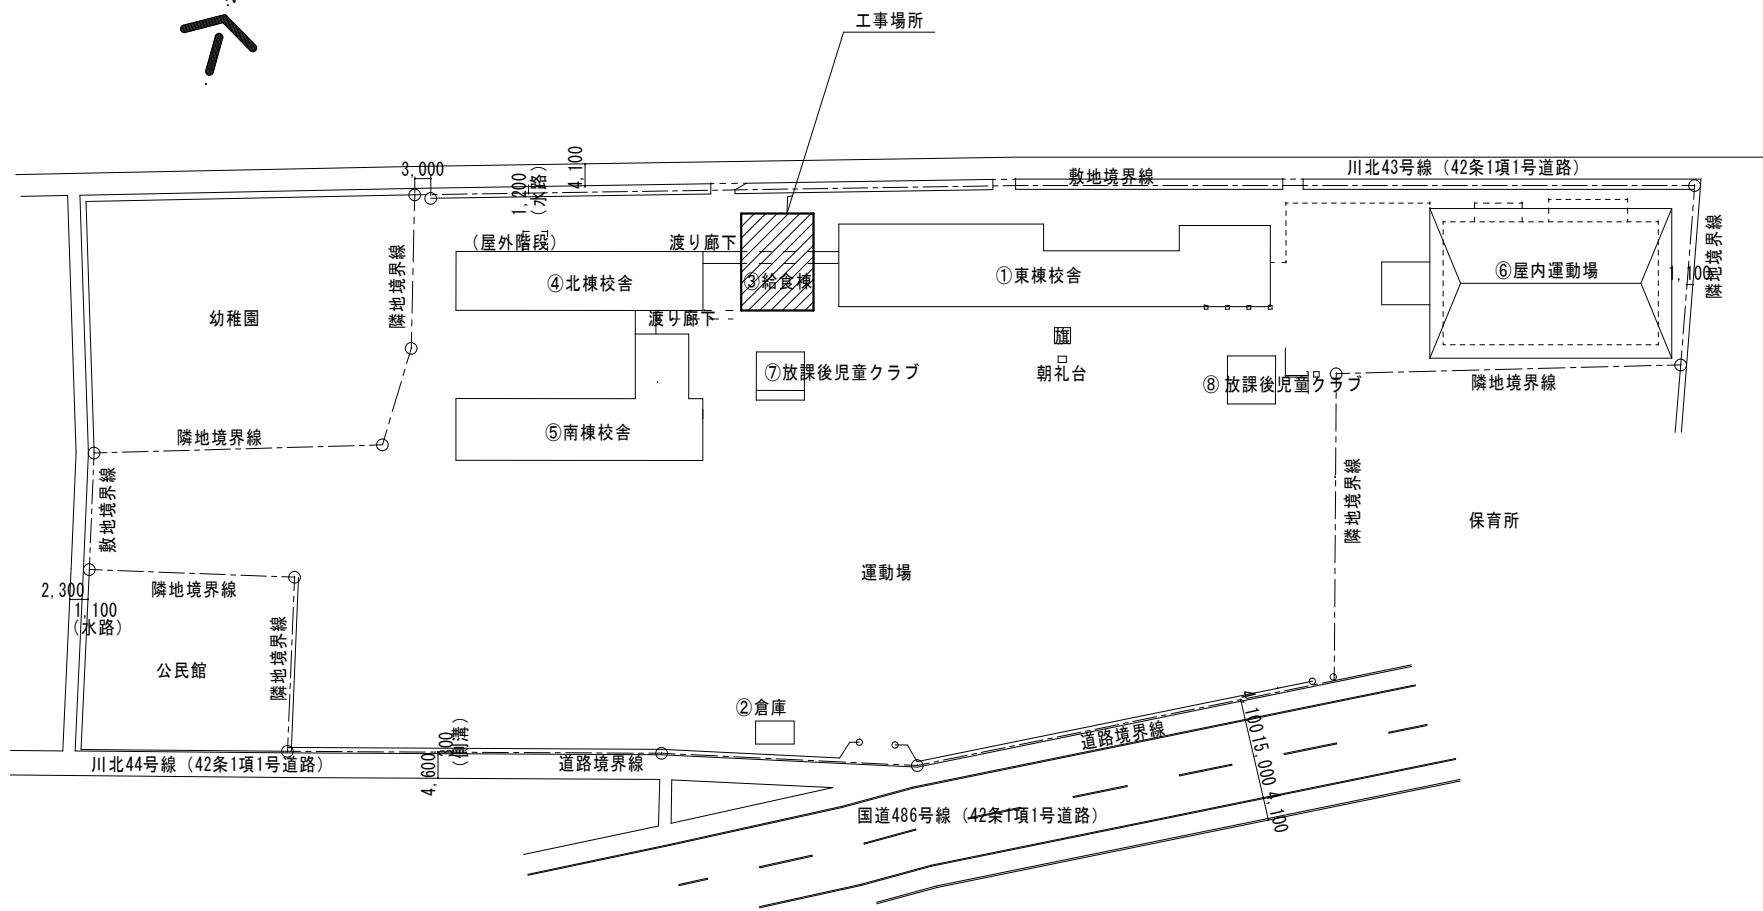 工事場所
3,000
1,200
(水路)
4,100
敷地境界線
川北43号線（42条1項1号道路）
(屋外階段)
渡り廊下
④北棟校舎
③給食棟
①東棟校舎
⑥屋内運動場
1,100
隣地境界線
隣地境界線
幼稚園
渡り廊下
旗
朝礼台
⑦放課後児童クラブ
⑧放課後児童クラブ
隣地境界線
隣地境界線
⑤南棟校舎
敷地境界線
隣地境界線
保育所
運動場
2,300
1,100
(水路)
隣地境界線
隣地境界線
公民館
②倉庫
川北44号線（42条1項1号道路）
4,600
300
(側溝)
道路境界線
道路境界線
4,100
15,000
4,100
国道486号線（42条1項1号道路）